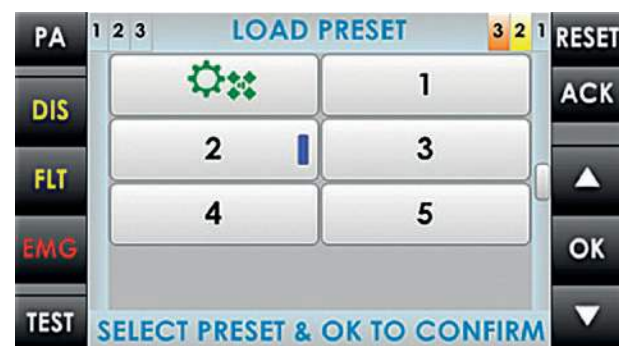 PA
DIS
FLT
EMG
TEST
1 2 3 LOAD PRESET 3 2 1
1
2 3
4 5
SELECT PRESET & OK TO CONFIRM
RESET
ACK
OK